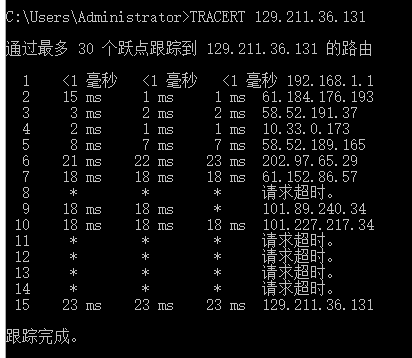 C:\Users\Administrator>TRACERT 129.211.36.131
通过最多 30 个跃点跟踪到 129.211.36.131 的路由
1 <1 毫秒 <1 毫秒 <1 毫秒 192.168.1.1
2 15 ms 1 ms 1 ms 61.184.176.193
3 3 ms 2 ms 2 ms 58.52.191.37
4 2 ms 1 ms 1 ms 10.33.0.173
5 8 ms 7 ms 7 ms 58.52.189.165
6 21 ms 22 ms 23 ms 202.97.65.29
7 18 ms 18 ms 18 ms 61.152.86.57
8 * * * 请求超时。
9 18 ms 18 ms * 101.89.240.34
10 18 ms 18 ms 18 ms 101.227.217.34
11 * * * 请求超时。
12 * * * 请求超时。
13 * * * 请求超时。
14 * * * 请求超时。
15 23 ms 23 ms 23 ms 129.211.36.131
跟踪完成。